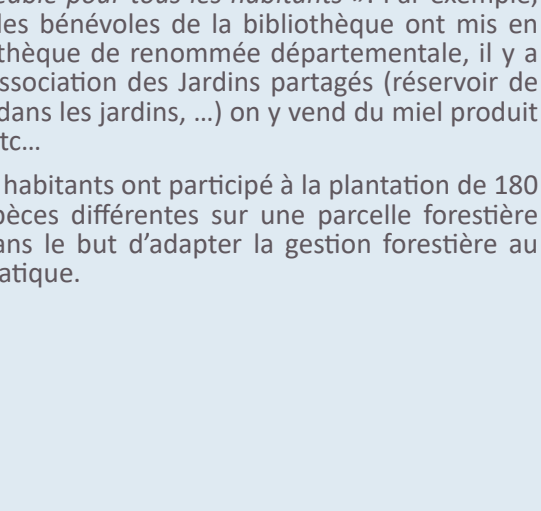 eable pour tous les habitants ». Par exemple,
les bénévoles de la bibliothèque ont mis en
thèque de renommée départementale, il y a
ssociation des Jardins partagés (réservoir de
dans les jardins, ...) on y vend du miel produit
tc...
habitants ont participé à la plantation de 180
pèces différentes sur une parcelle forestière
ans le but d'adapter la gestion forestière au
atique.